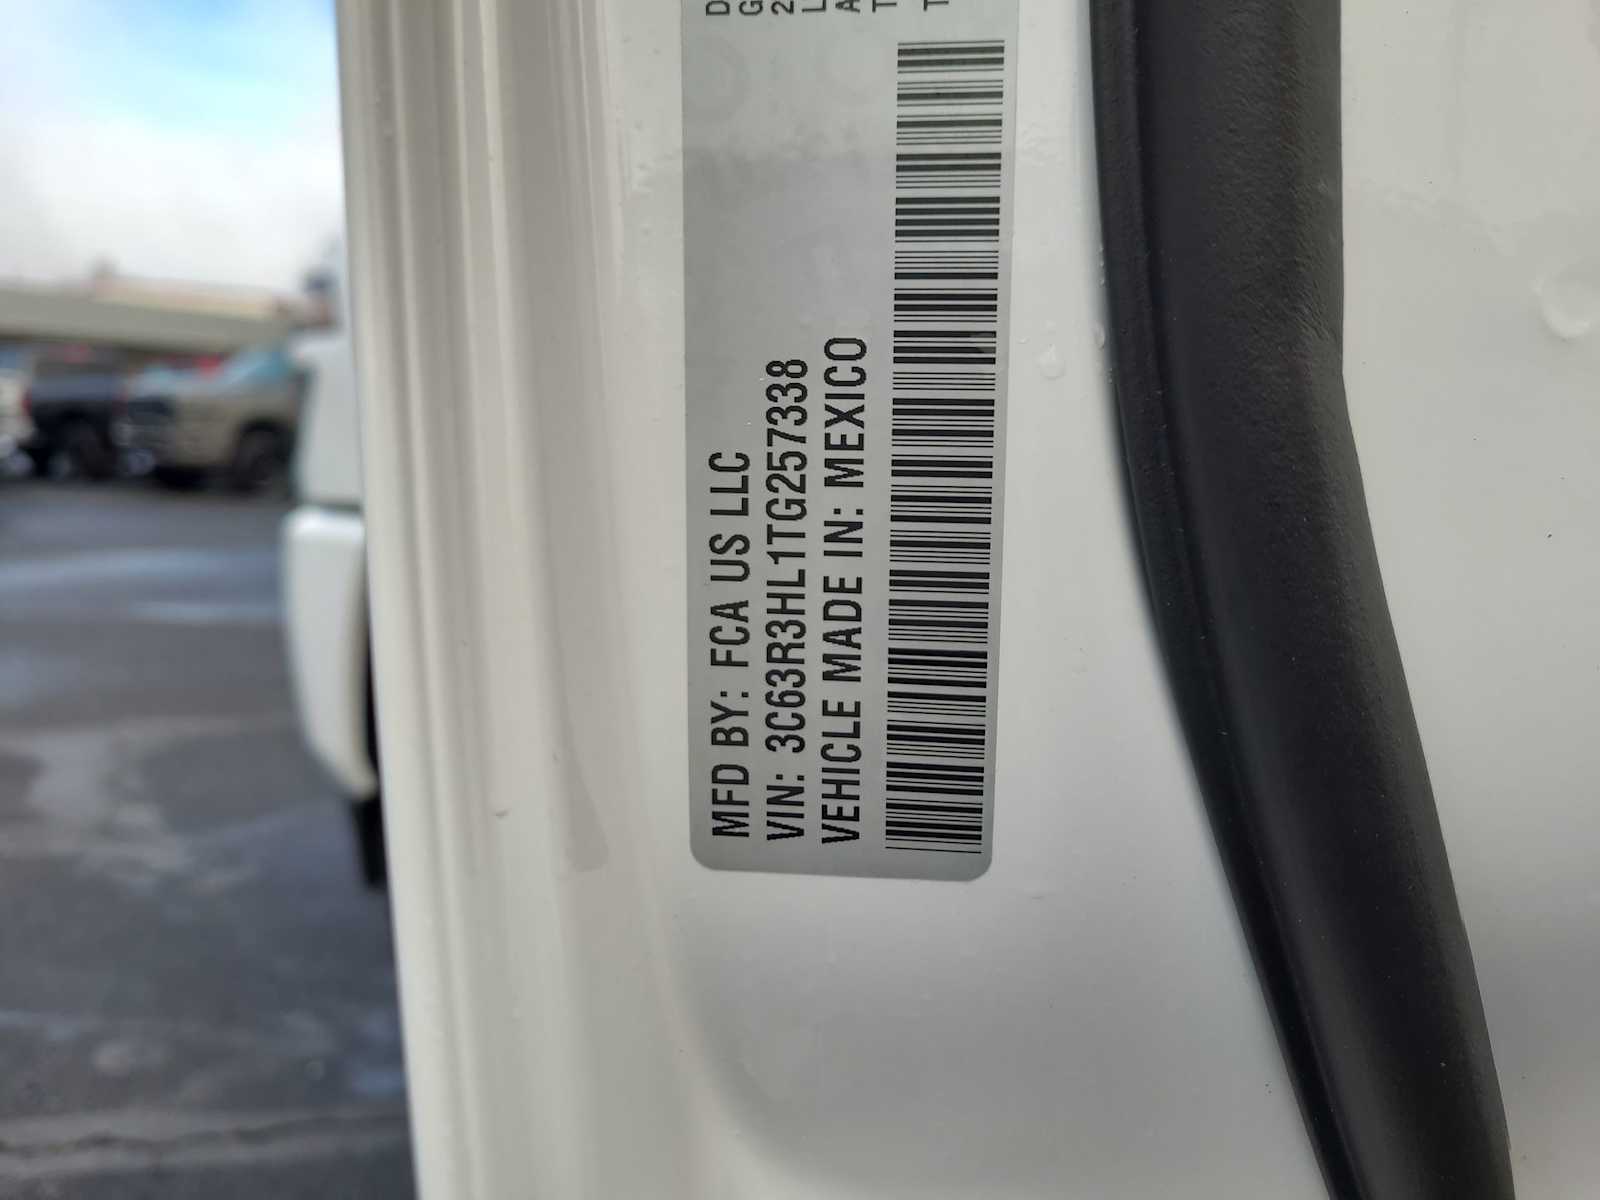 MFD BY: FCA US LLC
VIN: 3C63R3HL1TG257338
VEHICLE MADE IN: MEXICO